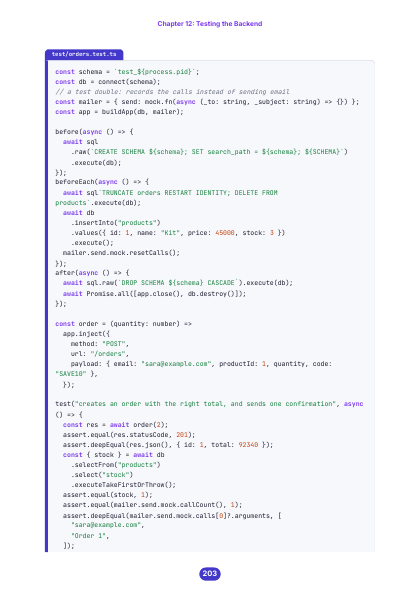 Chapter 12: Testing the Backend
test/orders.test.ts
const schema = `test_${process.pid}`;
const db = connect(schema);
// a test double: records the calls instead of sending email
const mailer = { send: mock.fn(async (_to: string, _subject: string) => {}) };
const app = buildApp(db, mailer);
before(async () => {
await sql
.raw(`CREATE SCHEMA ${schema}; SET search_path = ${schema}; ${SCHEMA}`)
.execute(db);
});
beforeEach(async () => {
await sql`TRUNCATE orders RESTART IDENTITY; DELETE FROM
products`.execute(db);
await db
.insertInto("products")
.values({ id: 1, name: "Kit", price: 45000, stock: 3 })
.execute();
mailer.send.mock.resetCalls();
});
after(async () => {
await sql.raw(`DROP SCHEMA ${schema} CASCADE`).execute(db);
await Promise.all([app.close(), db.destroy()]);
});
const order = (quantity: number) =>
app.inject({
method: "POST",
url: "/orders",
payload: { email: "sara@example.com", productId: 1, quantity, code:
"SAVE10" },
});
test("creates an order with the right total, and sends one confirmation", async
() => {
const res = await order(2);
assert.equal(res.statusCode, 201);
assert.deepEqual(res.json(), { id: 1, total: 92340 });
const { stock } = await db
.selectFrom("products")
.select("stock")
.executeTakeFirstOrThrow();
assert.equal(stock, 1);
assert.equal(mailer.send.mock.callCount(), 1);
assert.deepEqual(mailer.send.mock.calls[0]?.arguments, [
"sara@example.com",
"Order 1",
]);
203